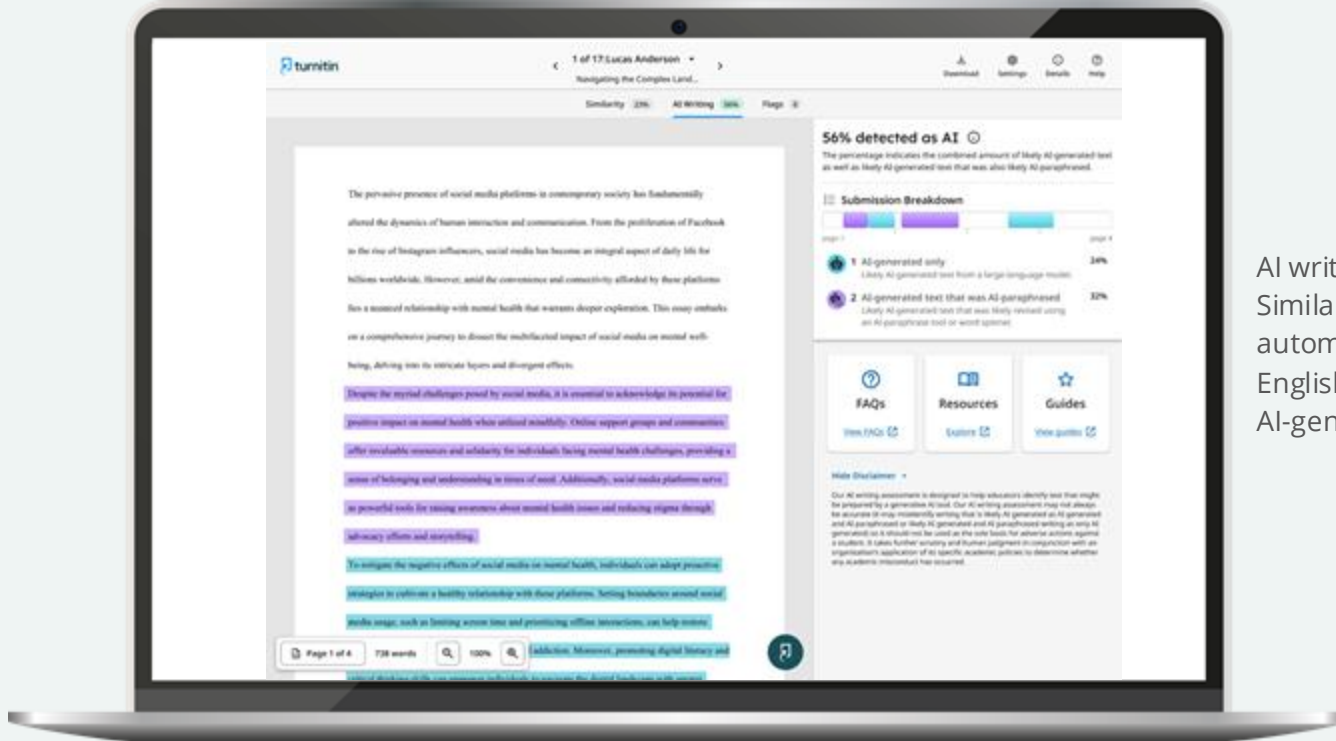 turnitin
1 of 17: Lucas Anderson
Navigating the Complex Land...
Download Settings Details Help
Similarity 23% AI Writing 56% Flags 0
The pervasive presence of social media platforms in contemporary society has fundamentally
altered the dynamics of human interaction and communication. From the proliferation of Facebook
to the rise of Instagram influencers, social media has become an integral aspect of daily life for
billions worldwide. However, amid the convenience and connectivity afforded by these platforms
lies a nuanced relationship with mental health that warrants deeper exploration. This essay embarks
on a comprehensive journey to dissect the multifaceted impact of social media on mental well-
being, delving into its intricate layers and divergent effects.
Despite the myriad challenges posed by social media, it is essential to acknowledge its potential for
positive impact on mental health when utilized mindfully. Online support groups and communities
offer invaluable resources and solidarity for individuals facing mental health challenges, providing a
sense of belonging and understanding in times of need. Additionally, social media platforms serve
as powerful tools for raising awareness about mental health issues and reducing stigma through
advocacy efforts and storytelling.
To mitigate the negative effects of social media on mental health, individuals can adopt proactive
strategies to cultivate a healthy relationship with these platforms. Setting boundaries around social
media usage, such as limiting screen time and prioritizing offline interactions, can help restore
addiction. Moreover, promoting digital literacy and
critical thinking skills can empower individuals to navigate the digital landscape with greater
Page 1 of 4 738 words 100%
56% detected as AI
The percentage indicates the combined amount of likely AI-generated text
as well as likely AI-generated text that was also likely AI-paraphrased.
Submission Breakdown
page 1 page 4
1 AI-generated only 24%
Likely AI-generated text from a large-language model.
2 AI-generated text that was AI-paraphrased 32%
Likely AI-generated text that was likely revised using
an AI-paraphrase tool or word spinner.
FAQs Resources Guides
View FAQs Explore View guides
Hide Disclaimer
Our AI writing assessment is designed to help educators identify text that might
be prepared by a generative AI tool. Our AI writing assessment may not always
be accurate (it may misidentify writing that is likely AI generated as AI generated
and AI paraphrased or likely AI generated and AI paraphrased writing as only AI
generated) so it should not be used as the sole basis for adverse actions against
a student. It takes further scrutiny and human judgment in conjunction with an
organization's application of its specific academic policies to determine whether
any academic misconduct has occurred.
AI writ
Simila
autom
English
AI-gen